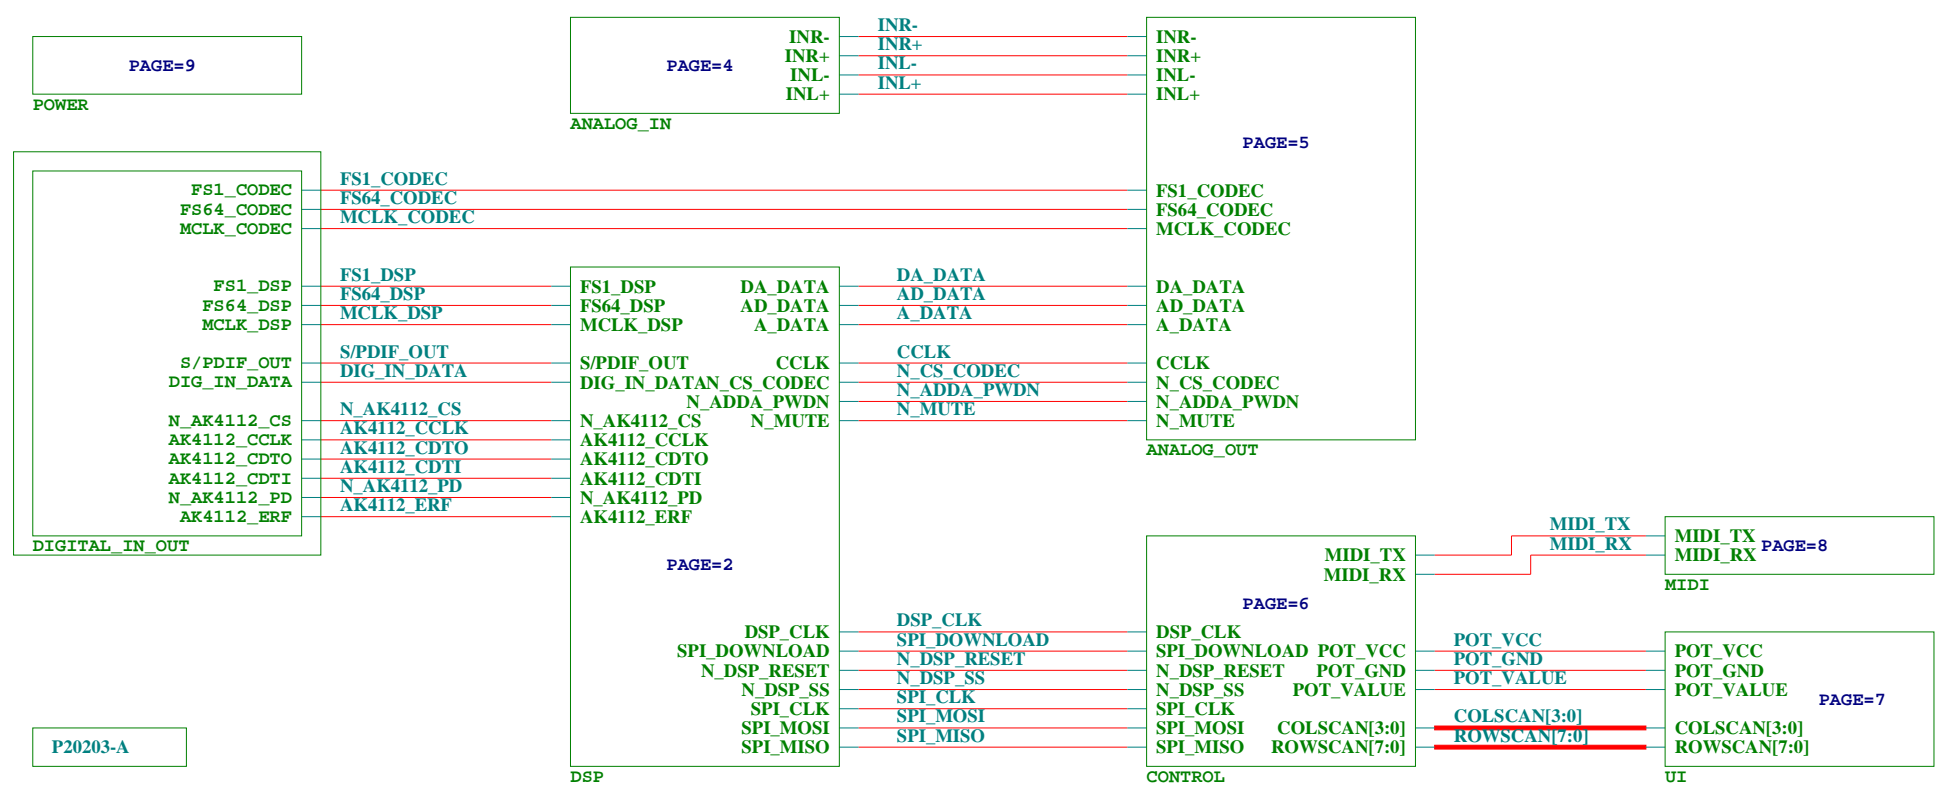 PAGE=9
POWER
PAGE=4
INR-
INR+
INL-
INL+
ANALOG_IN
INR-
INR+
INL-
INL+
INR-
INR+
INL-
INL+
PAGE=5
FS1_CODEC
FS64_CODEC
MCLK_CODEC
DA_DATA
AD_DATA
A_DATA
CCLK
N_CS_CODEC
N_ADDA_PWDN
N_MUTE
ANALOG_OUT
FS1_CODEC
FS64_CODEC
MCLK_CODEC
FS1_DSP
FS64_DSP
MCLK_DSP
S/PDIF_OUT
DIG_IN_DATA
N_AK4112_CS
AK4112_CCLK
AK4112_CDTO
AK4112_CDTI
N_AK4112_PD
AK4112_ERF
DIGITAL_IN_OUT
FS1_CODEC
FS64_CODEC
MCLK_CODEC
FS1_DSP
FS64_DSP
MCLK_DSP
S/PDIF_OUT
DIG_IN_DATA
N_AK4112_CS
AK4112_CCLK
AK4112_CDTO
AK4112_CDTI
N_AK4112_PD
AK4112_ERF
FS1_DSP DA_DATA
FS64_DSP AD_DATA
MCLK_DSP A_DATA
S/PDIF_OUT CCLK
DIG_IN_DATAN_CS_CODEC
N_ADDA_PWDN
N_AK4112_CS N_MUTE
AK4112_CCLK
AK4112_CDTO
AK4112_CDTI
N_AK4112_PD
AK4112_ERF
PAGE=2
DSP_CLK
SPI_DOWNLOAD
N_DSP_RESET
N_DSP_SS
SPI_CLK
SPI_MOSI
SPI_MISO
DSP
DA_DATA
AD_DATA
A_DATA
CCLK
N_CS_CODEC
N_ADDA_PWDN
N_MUTE
DSP_CLK
SPI_DOWNLOAD
N_DSP_RESET
N_DSP_SS
SPI_CLK
SPI_MOSI
SPI_MISO
MIDI_TX
MIDI_RX
PAGE=6
DSP_CLK
SPI_DOWNLOAD POT_VCC
N_DSP_RESET POT_GND
N_DSP_SS POT_VALUE
SPI_CLK
SPI_MOSI COLSCAN[3:0]
SPI_MISO ROWSCAN[7:0]
CONTROL
MIDI_TX
MIDI_RX
MIDI_TX
MIDI_RX
PAGE=8
MIDI
POT_VCC
POT_GND
POT_VALUE
COLSCAN[3:0]
ROWSCAN[7:0]
POT_VCC
POT_GND
POT_VALUE
PAGE=7
COLSCAN[3:0]
ROWSCAN[7:0]
UI
P20203-A